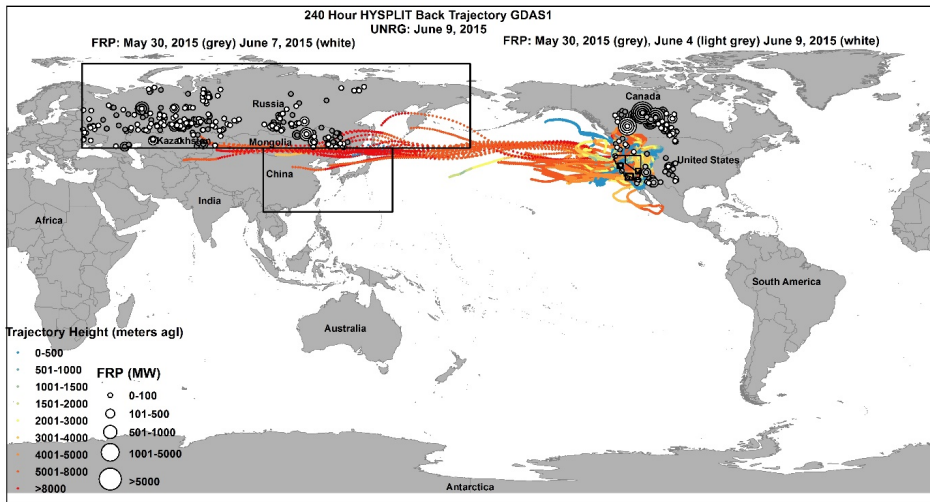 240 Hour HYSPLIT Back Trajectory GDAS1
UNRG: June 9, 2015
FRP: May 30, 2015 (grey) June 7, 2015 (white)
FRP: May 30, 2015 (grey), June 4 (light grey) June 9, 2015 (white)
Russia
Canada
Kazakhstan
Mongolia
United States
China
India
Africa
South America
Australia
Trajectory Height (meters agl)
0-500
501-1000
1001-1500
1501-2000
2001-3000
3001-4000
4001-5000
5001-8000
>8000
FRP (MW)
0-100
101-500
501-1000
1001-5000
>5000
Antarctica